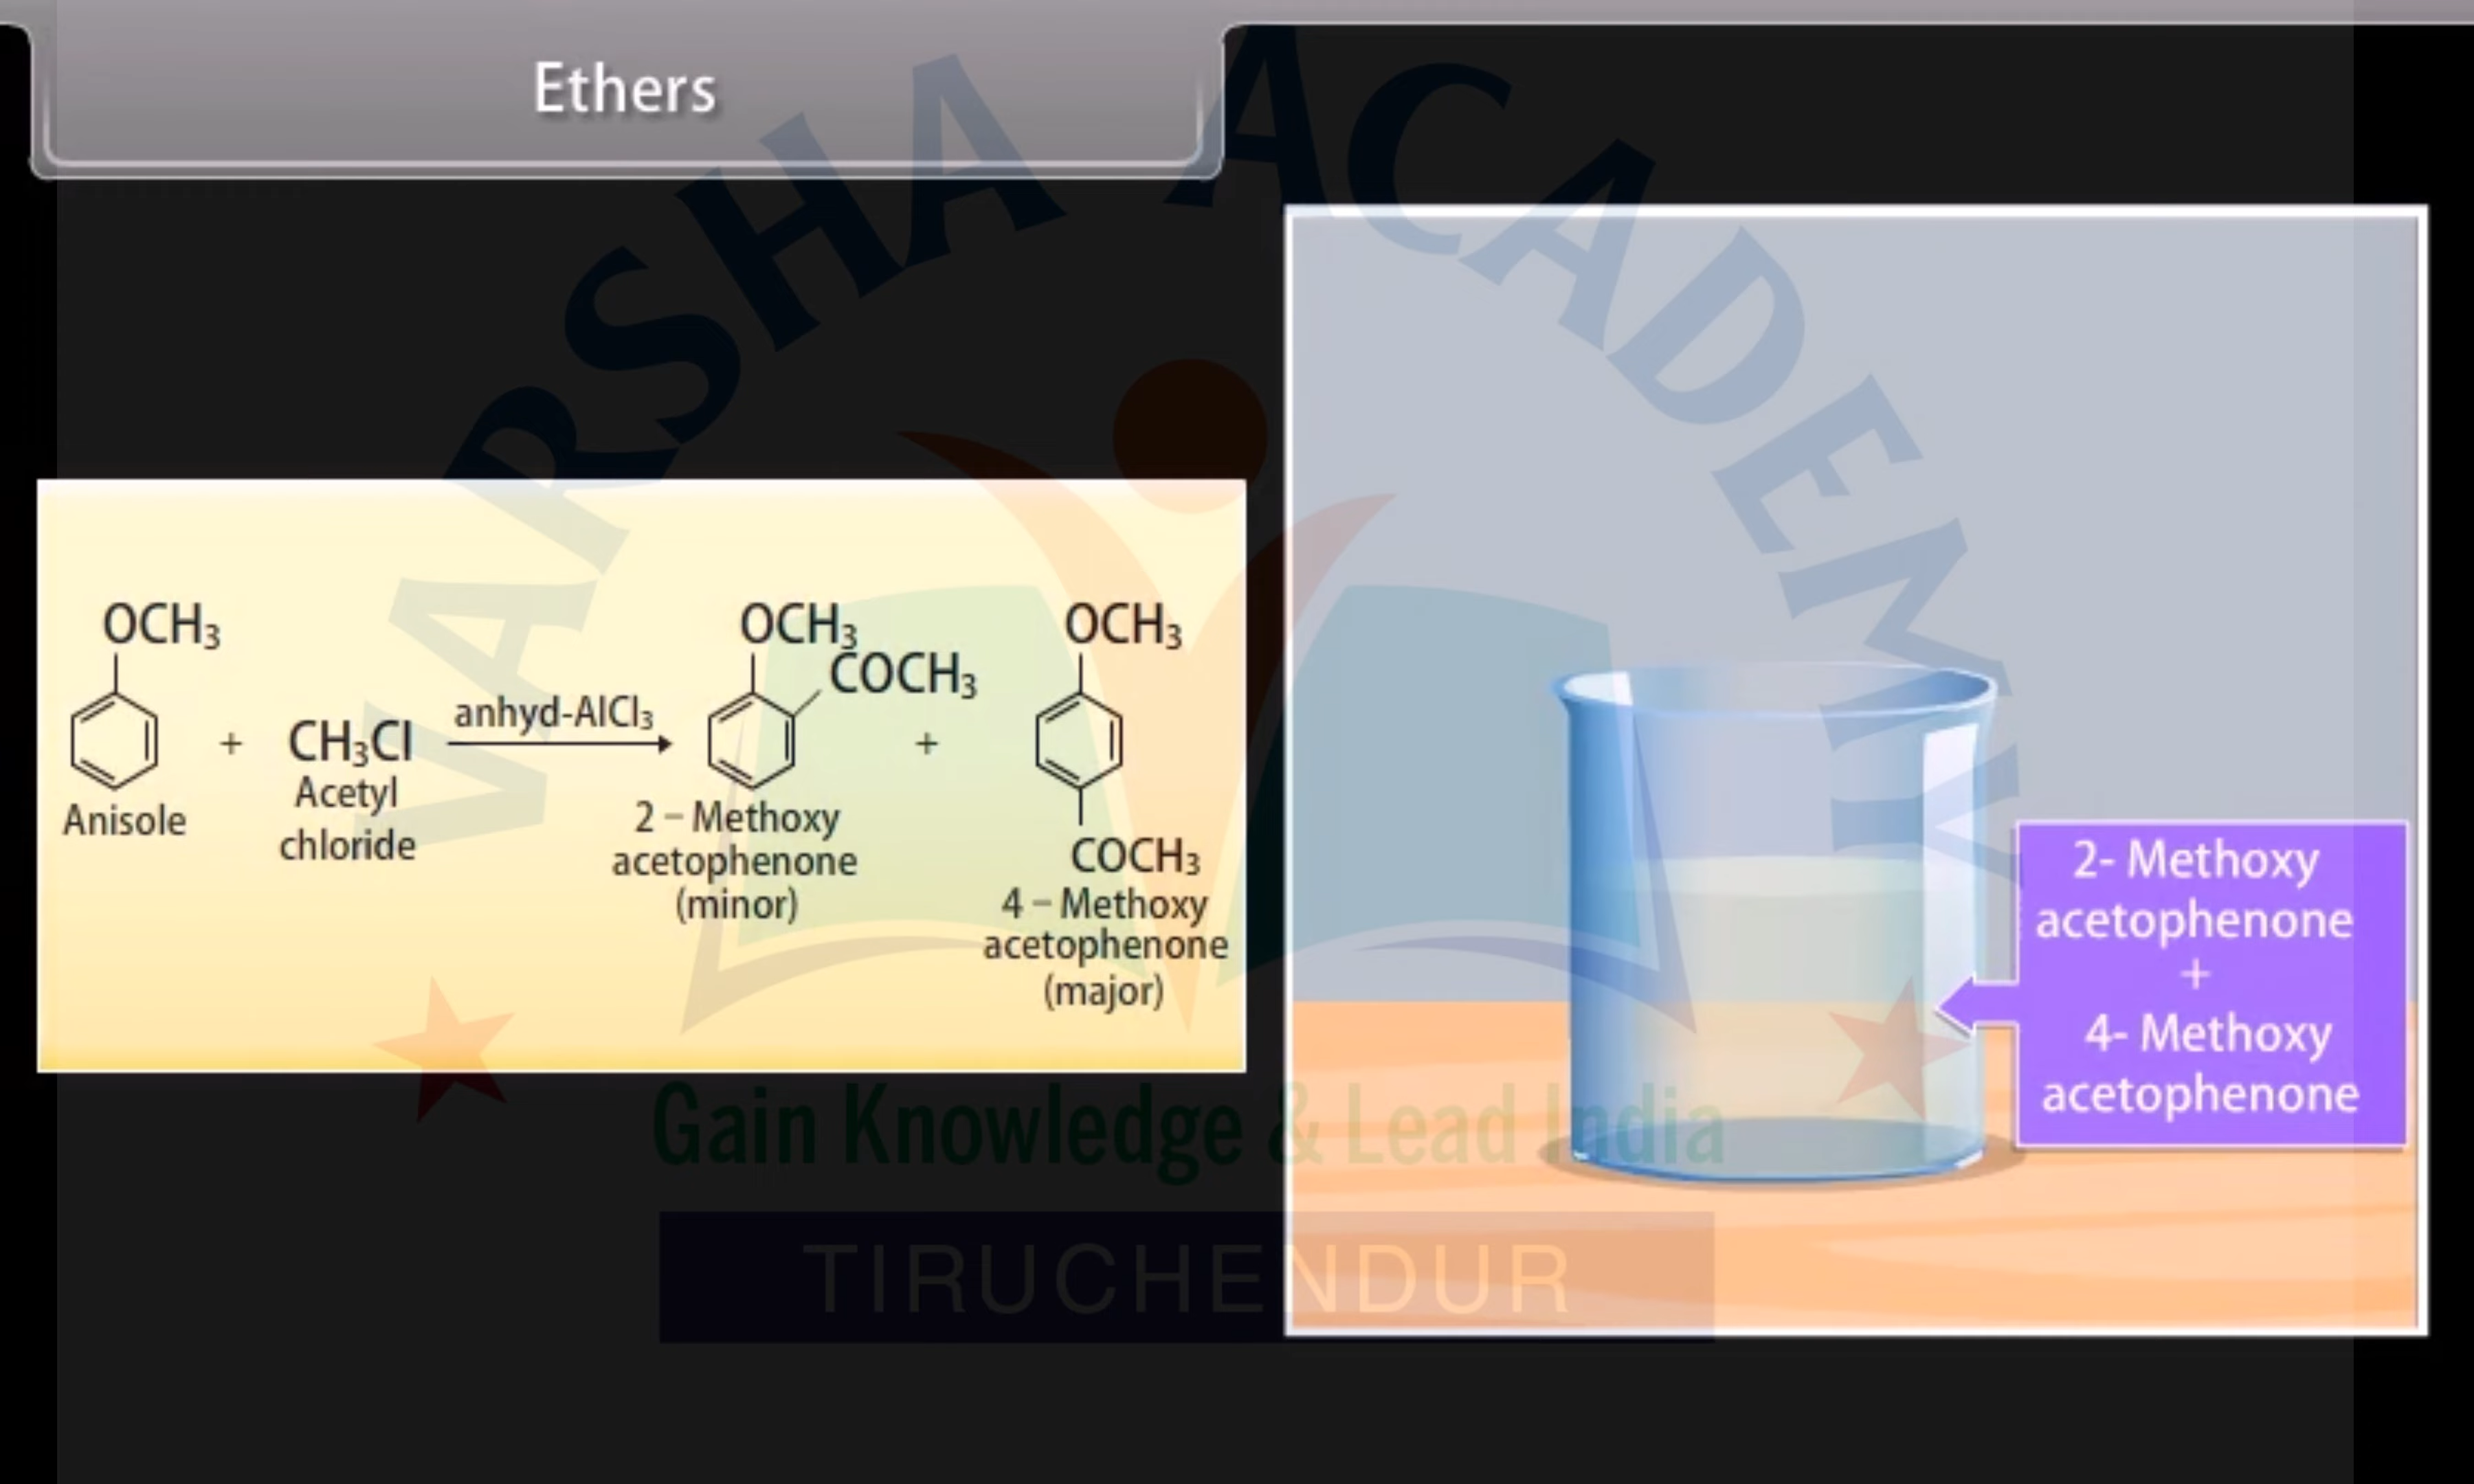 Ethers
VARSHA ACADEMY
OCH₃
OCH₃
COCH₃
OCH₃
+ CH₃Cl anhyd-AlCl₃ +
Anisole
Acetyl
chloride
2 – Methoxy
acetophenone
(minor)
COCH₃
4 – Methoxy
acetophenone
(major)
2- Methoxy
acetophenone
+
4- Methoxy
acetophenone
Gain Knowledge & Lead India
TIRUCHENDUR